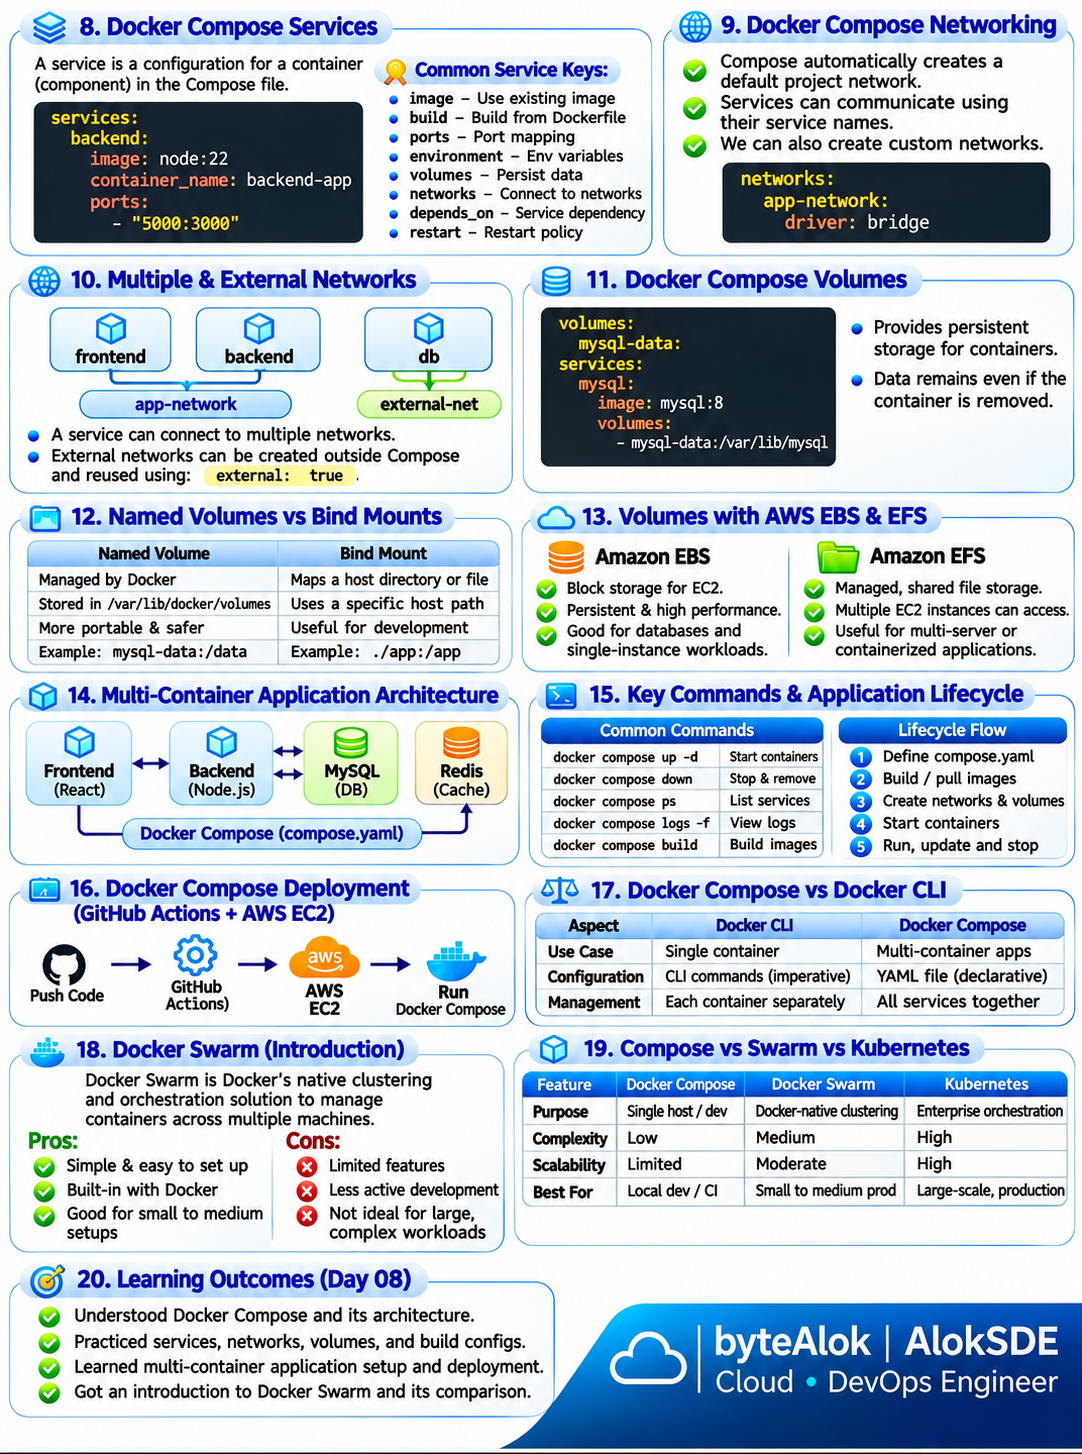 8. Docker Compose Services
A service is a configuration for a container
(component) in the Compose file.
services:
backend:
image: node:22
container_name: backend-app
ports:
- "5000:3000"
Common Service Keys:
image – Use existing image
build – Build from Dockerfile
ports – Port mapping
environment – Env variables
volumes – Persist data
networks – Connect to networks
depends_on – Service dependency
restart – Restart policy
9. Docker Compose Networking
Compose automatically creates a
default project network.
Services can communicate using
their service names.
We can also create custom networks.
networks:
app-network:
driver: bridge
10. Multiple & External Networks
frontend
backend
db
app-network
external-net
A service can connect to multiple networks.
External networks can be created outside Compose
and reused using: external: true .
11. Docker Compose Volumes
volumes:
mysql-data:
services:
mysql:
image: mysql:8
volumes:
- mysql-data:/var/lib/mysql
Provides persistent
storage for containers.
Data remains even if the
container is removed.
12. Named Volumes vs Bind Mounts
Named Volume Bind Mount
Managed by Docker Maps a host directory or file
Stored in /var/lib/docker/volumes Uses a specific host path
More portable & safer Useful for development
Example: mysql-data:/data Example: ./app:/app
13. Volumes with AWS EBS & EFS
Amazon EBS
Block storage for EC2.
Persistent & high performance.
Good for databases and
single-instance workloads.
Amazon EFS
Managed, shared file storage.
Multiple EC2 instances can access.
Useful for multi-server or
containerized applications.
14. Multi-Container Application Architecture
Frontend
(React)
Backend
(Node.js)
MySQL
(DB)
Redis
(Cache)
Docker Compose (compose.yaml)
15. Key Commands & Application Lifecycle
Common Commands
docker compose up -d Start containers
docker compose down Stop & remove
docker compose ps List services
docker compose logs -f View logs
docker compose build Build images
Lifecycle Flow
1 Define compose.yaml
2 Build / pull images
3 Create networks & volumes
4 Start containers
5 Run, update and stop
16. Docker Compose Deployment
(GitHub Actions + AWS EC2)
Push Code
GitHub
Actions)
aws
AWS
EC2
Run
Docker Compose
17. Docker Compose vs Docker CLI
Aspect Docker CLI Docker Compose
Use Case Single container Multi-container apps
Configuration CLI commands (imperative) YAML file (declarative)
Management Each container separately All services together
18. Docker Swarm (Introduction)
Docker Swarm is Docker's native clustering
and orchestration solution to manage
containers across multiple machines.
Pros:
Simple & easy to set up
Built-in with Docker
Good for small to medium
setups
Cons:
Limited features
Less active development
Not ideal for large,
complex workloads
19. Compose vs Swarm vs Kubernetes
Feature Docker Compose Docker Swarm Kubernetes
Purpose Single host / dev Docker-native clustering Enterprise orchestration
Complexity Low Medium High
Scalability Limited Moderate High
Best For Local dev / CI Small to medium prod Large-scale, production
20. Learning Outcomes (Day 08)
Understood Docker Compose and its architecture.
Practiced services, networks, volumes, and build configs.
Learned multi-container application setup and deployment.
Got an introduction to Docker Swarm and its comparison.
byteAlok | AlokSDE
Cloud • DevOps Engineer